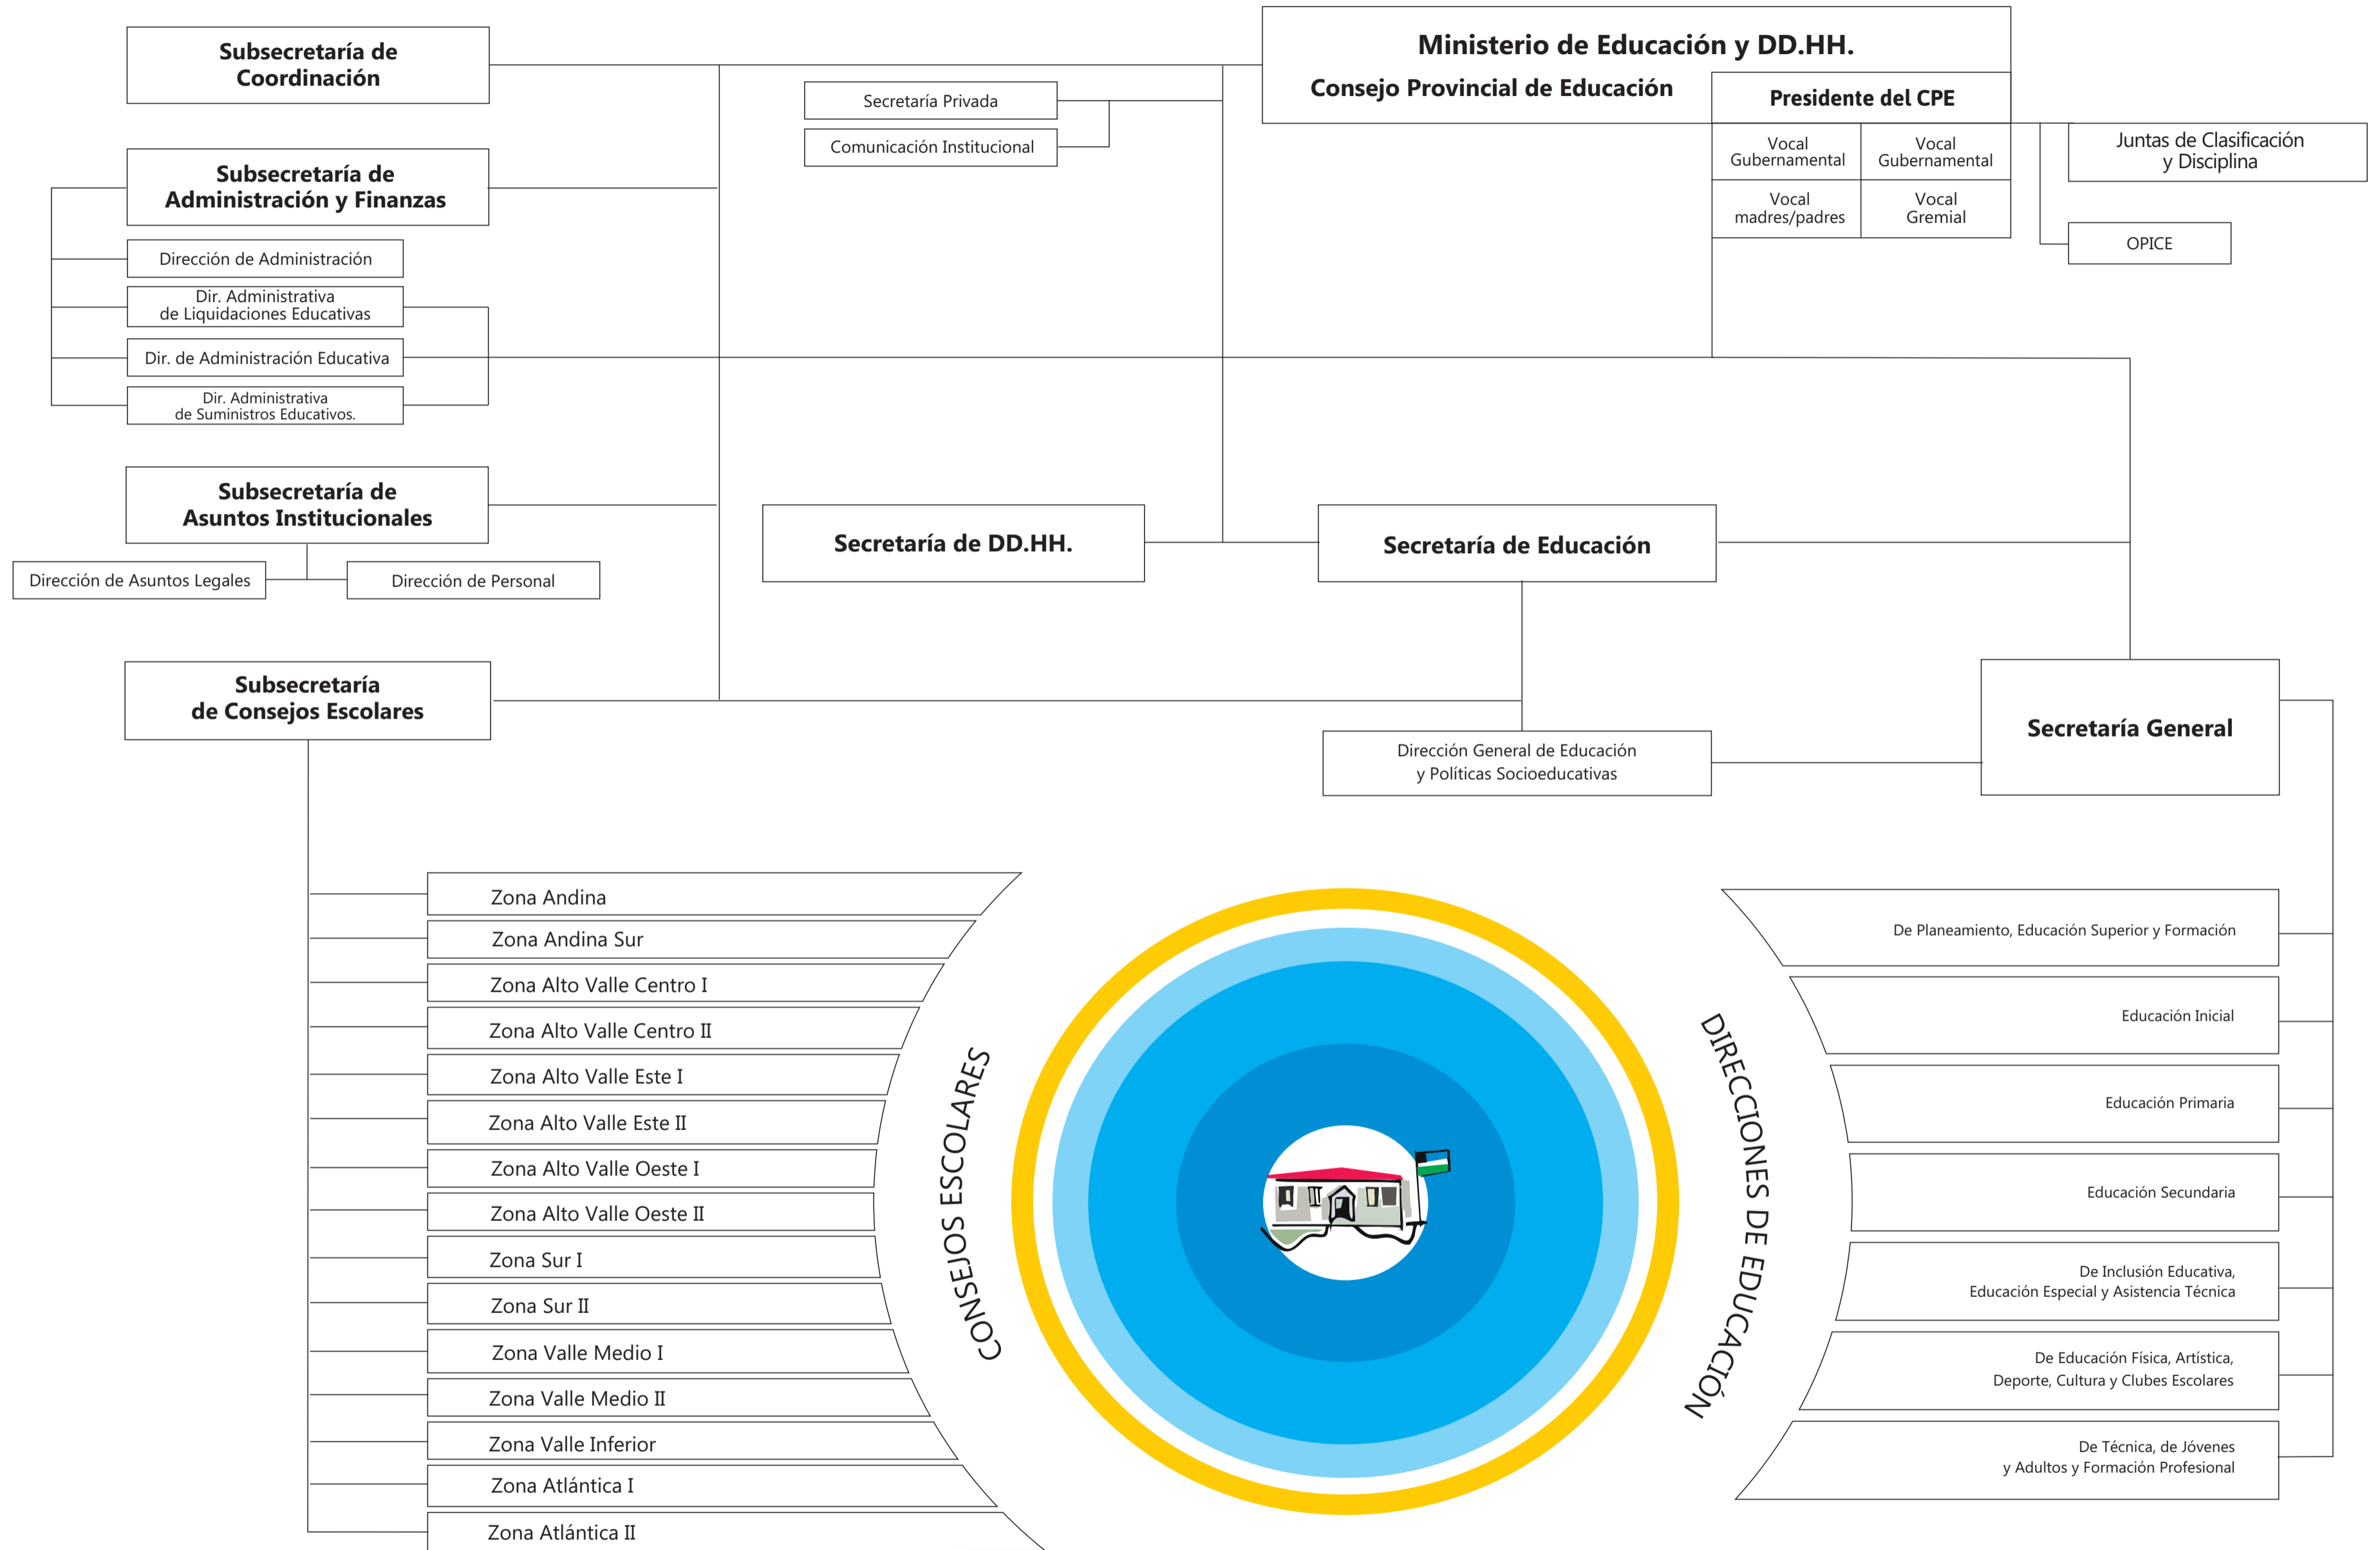 Subsecretaría de
Coordinación
Ministerio de Educación y DD.HH.
Consejo Provincial de Educación
Presidente del CPE
Vocal
Gubernamental
Vocal
Gubernamental
Vocal
madres/padres
Vocal
Gremial
Secretaría Privada
Comunicación Institucional
Juntas de Clasificación
y Disciplina
OPICE
Subsecretaría de
Administración y Finanzas
Dirección de Administración
Dir. Administrativa
de Liquidaciones Educativas
Dir. de Administración Educativa
Dir. Administrativa
de Suministros Educativos.
Subsecretaría de
Asuntos Institucionales
Dirección de Asuntos Legales
Dirección de Personal
Secretaría de DD.HH.
Secretaría de Educación
Subsecretaría
de Consejos Escolares
Dirección General de Educación
y Políticas Socioeducativas
Secretaría General
Zona Andina
Zona Andina Sur
Zona Alto Valle Centro I
Zona Alto Valle Centro II
Zona Alto Valle Este I
Zona Alto Valle Este II
Zona Alto Valle Oeste I
Zona Alto Valle Oeste II
Zona Sur I
Zona Sur II
Zona Valle Medio I
Zona Valle Medio II
Zona Valle Inferior
Zona Atlántica I
Zona Atlántica II
CONSEJOS ESCOLARES
DIRECCIONES DE EDUCACIÓN
De Planeamiento, Educación Superior y Formación
Educación Inicial
Educación Primaria
Educación Secundaria
De Inclusión Educativa,
Educación Especial y Asistencia Técnica
De Educación Física, Artística,
Deporte, Cultura y Clubes Escolares
De Técnica, de Jóvenes
y Adultos y Formación Profesional